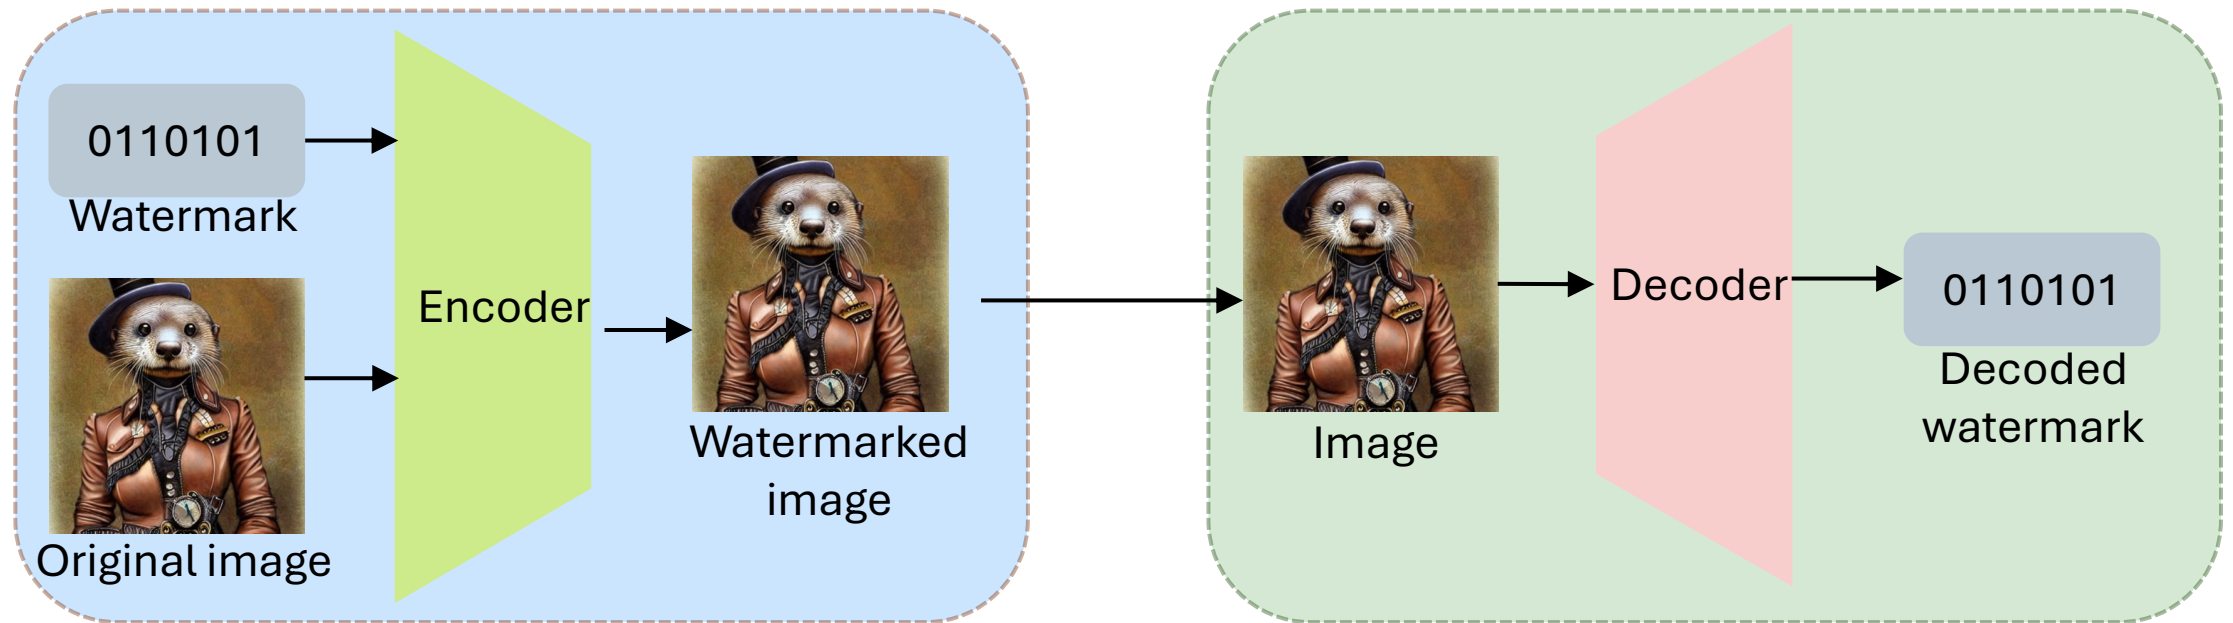 0110101
Watermark
Original image
Encoder
Watermarked
image
Image
Decoder
0110101
Decoded
watermark